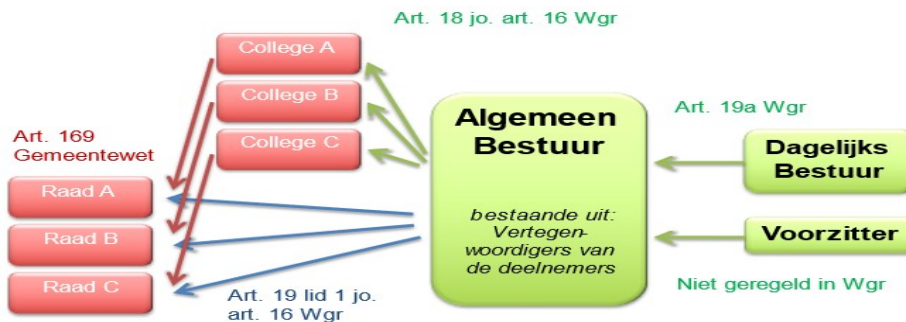 Art. 18 jo. art. 16 Wgr
College A
College B
College C
Art. 169
Gemeentewet
Raad A
Raad B
Raad C
Art. 19 lid 1 jo.
art. 16 Wgr
Algemeen
Bestuur
bestaande uit:
Vertegen-
woordigers van
de deelnemers
Art. 19a Wgr
Dagelijks
Bestuur
Voorzitter
Niet geregeld in Wgr